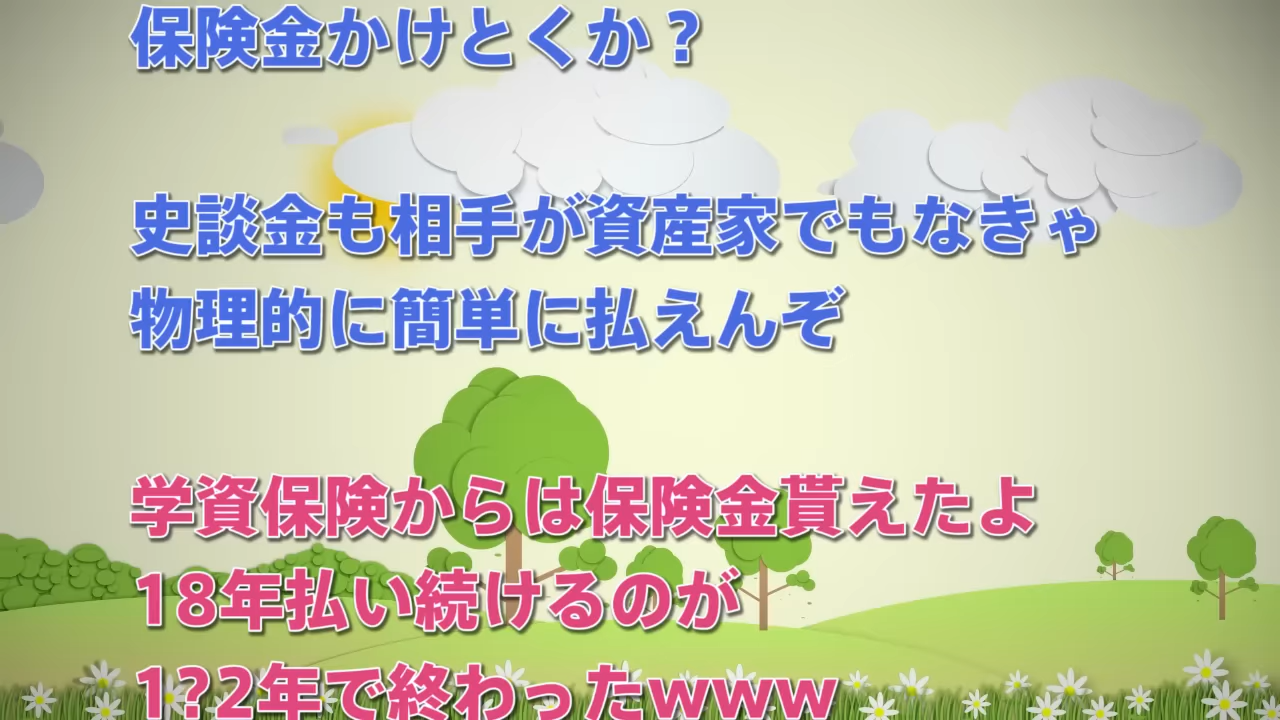 保険金かけとくか？
史談金も相手が資産家でもなきゃ
物理的に簡単に払えんぞ
学資保険からは保険金貰えたよ
18年払い続けるのが
1?2年で終わったwww